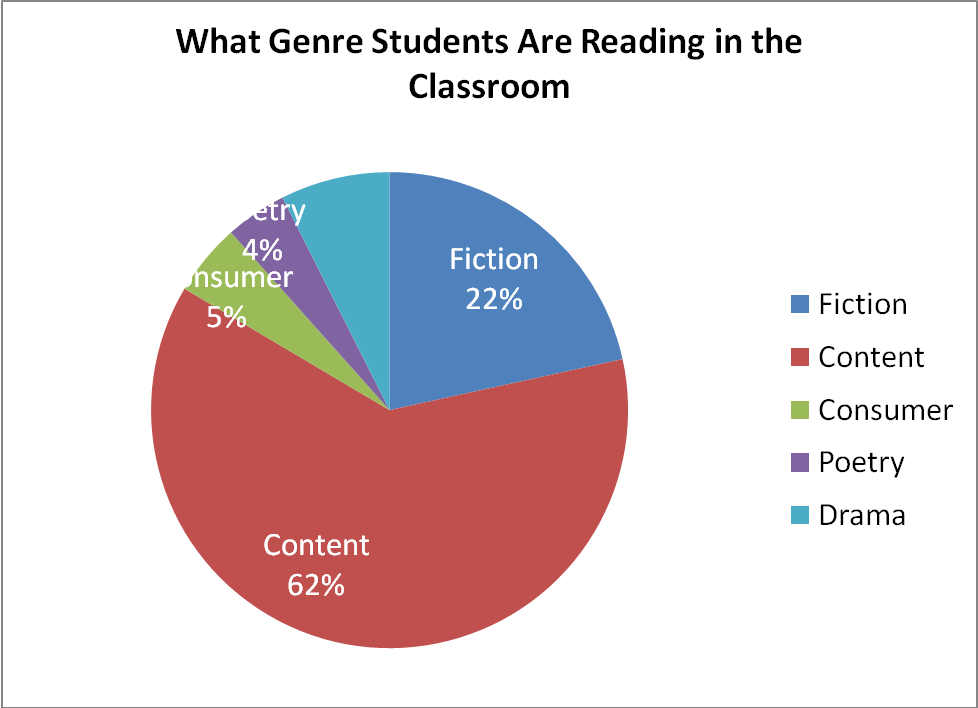 What Genre Students Are Reading in the
Classroom
etry
4%
Fiction
22%
nsumer
5%
Content
62%
Fiction
Content
Consumer
Poetry
Drama